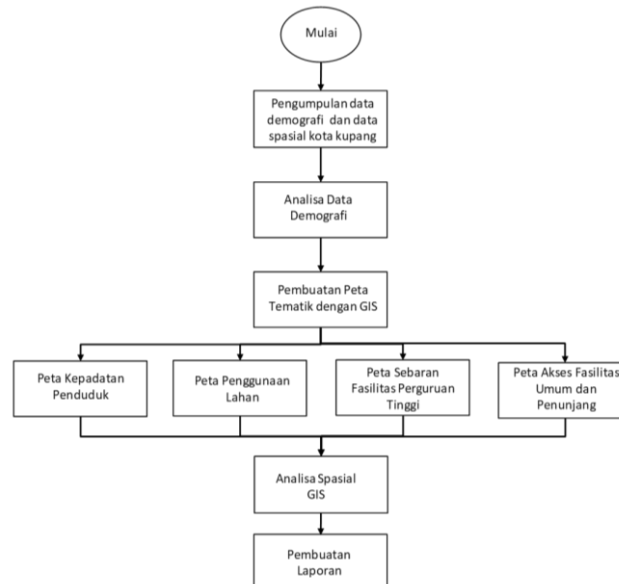 Mulai
Pengumpulan data
demografi dan data
spasial kota kupang
Analisa Data
Demografi
Pembuatan Peta
Tematik dengan GIS
Peta Kepadatan
Penduduk
Peta Penggunaan
Lahan
Peta Sebaran
Fasilitas Perguruan
Tinggi
Peta Akses Fasilitas
Umum dan
Penunjang
Analisa Spasial
GIS
Pembuatan
Laporan